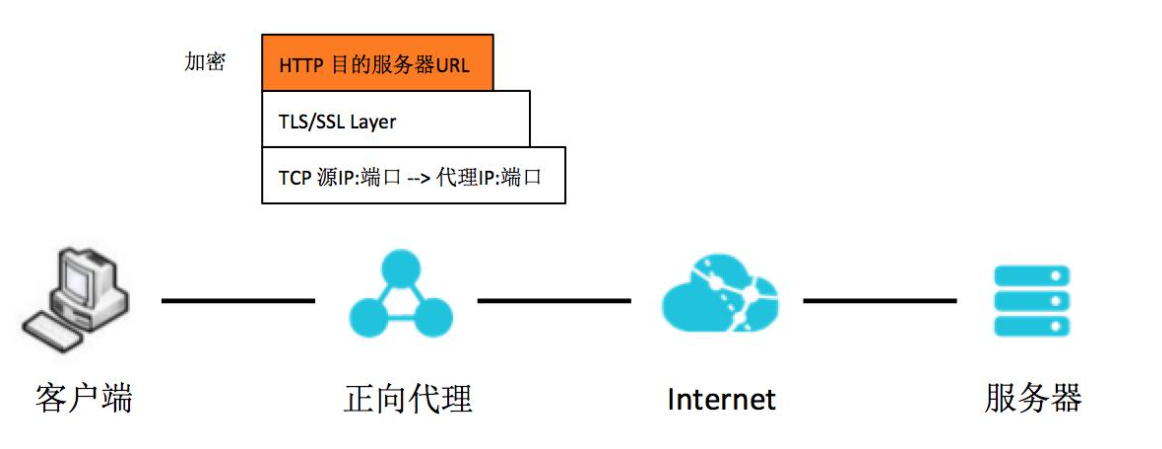 加密
HTTP 目的服务器URL
TLS/SSL Layer
TCP 源IP:端口 --> 代理IP:端口
客户端
正向代理
Internet
服务器